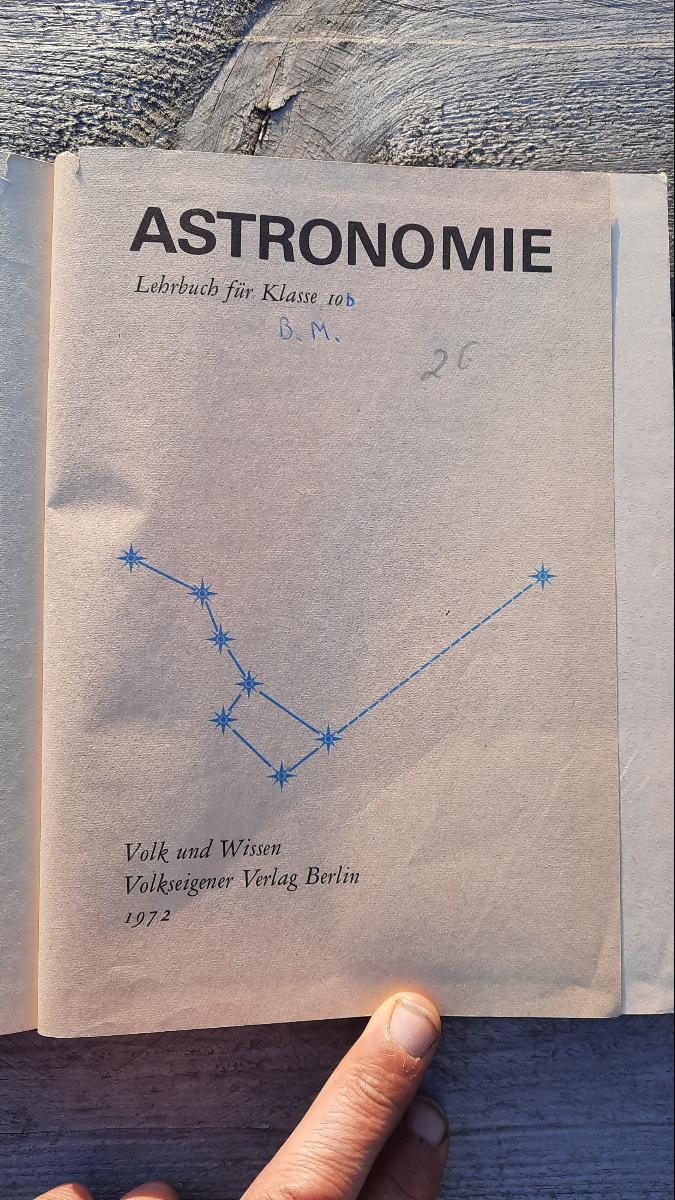 ASTRONOMIE
Lehrbuch für Klasse 10b
B. M.
26
Volk und Wissen
Volkseigener Verlag Berlin
1972